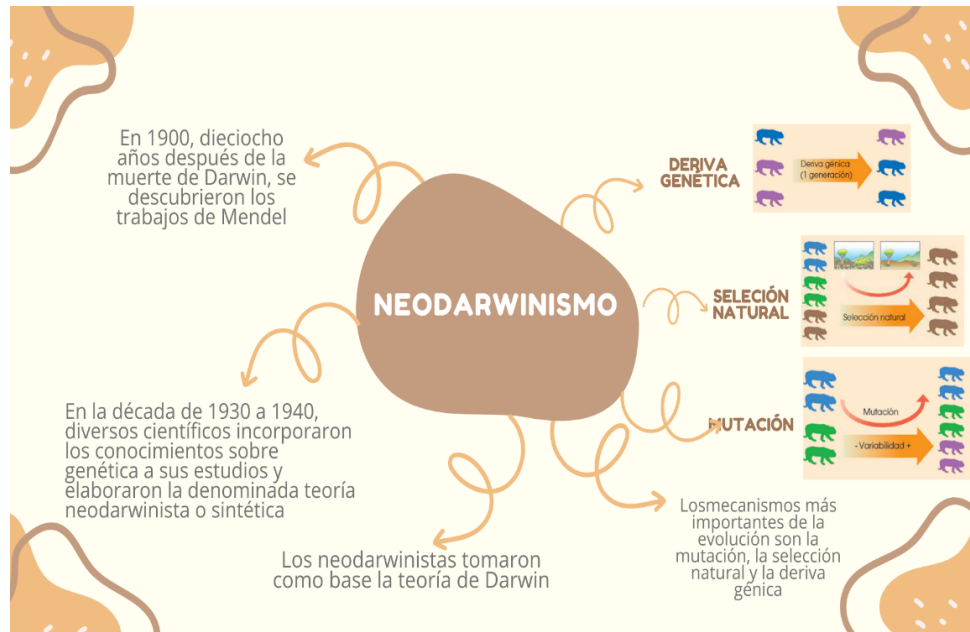 En 1900, dieciocho
años después de la
muerte de Darwin, se
descubrieron los
trabajos de Mendel
DERIVA
GENÉTICA
Deriva génica
(1 generación)
NEODARWINISMO
SELECIÓN
NATURAL
Selección natural
MUTACIÓN
Mutación
- Variabilidad +
En la década de 1930 a 1940,
diversos científicos incorporaron
los conocimientos sobre
genética a sus estudios y
elaboraron la denominada teoría
neodarwinista o sintética
Los neodarwinistas tomaron
como base la teoría de Darwin
Losmecanismos más
importantes de la
evolución son la
mutación, la selección
natural y la deriva
génica